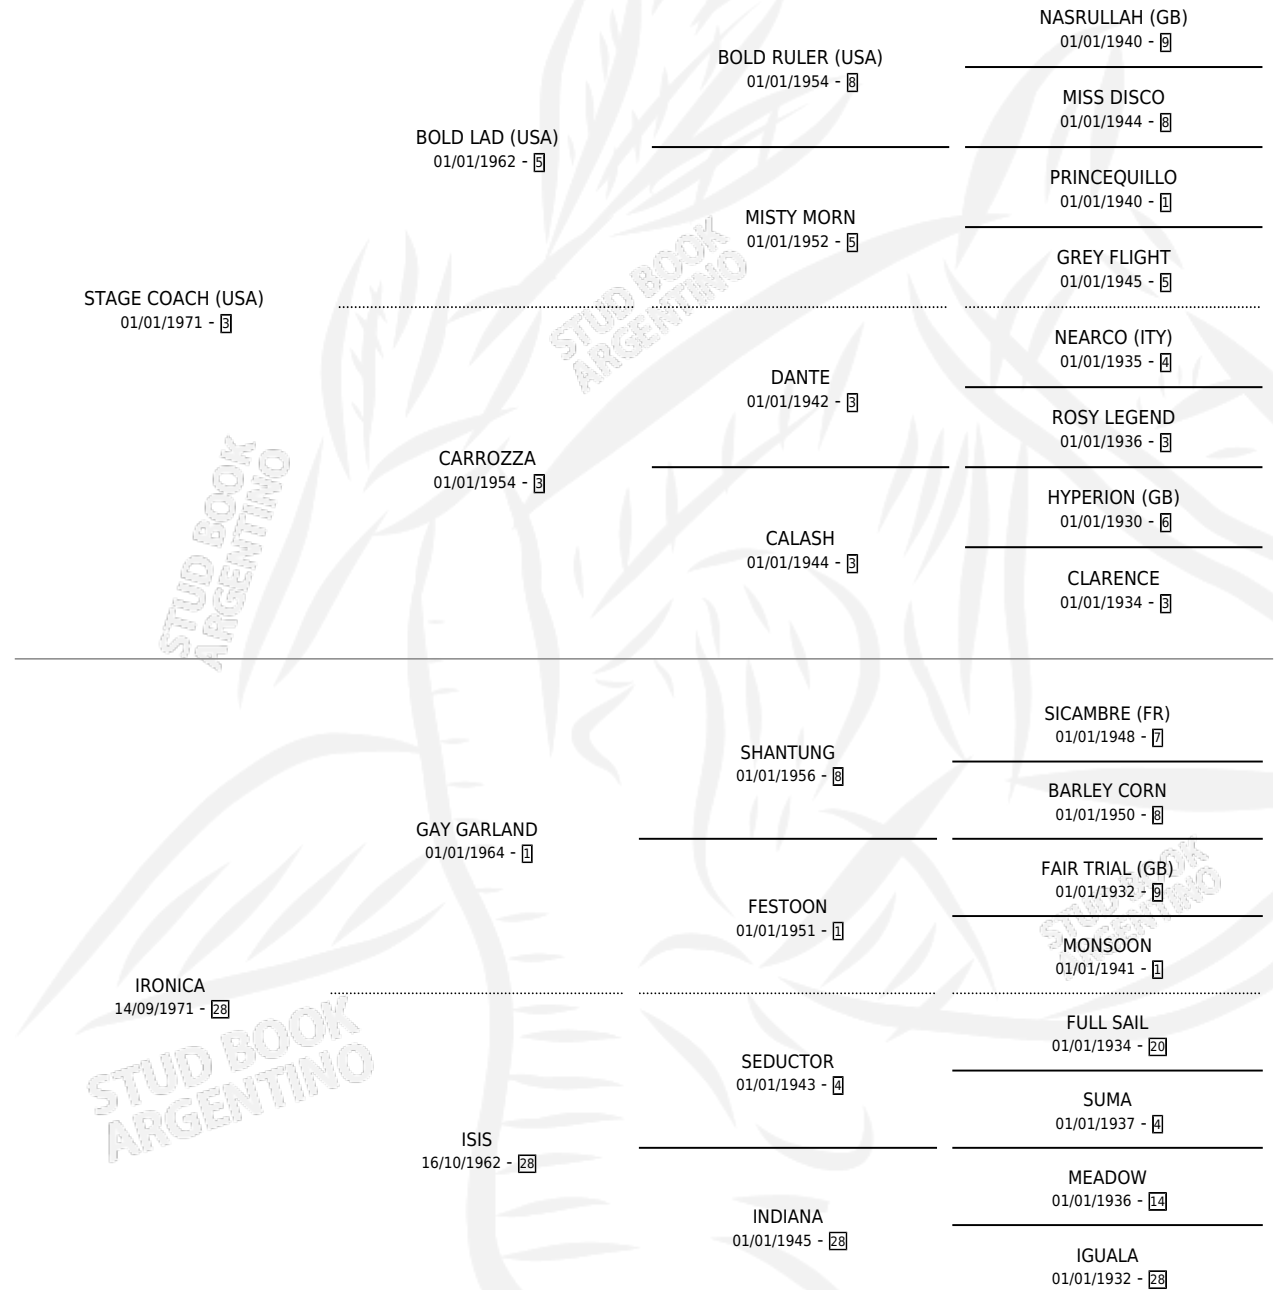 NASRULLAH (GB)
01/01/1940 - 9
BOLD RULER (USA)
01/01/1954 - 8
MISS DISCO
01/01/1944 - 8
BOLD LAD (USA)
01/01/1962 - 5
PRINCEQUILLO
01/01/1940 - 1
MISTY MORN
01/01/1952 - 5
GREY FLIGHT
01/01/1945 - 5
STAGE COACH (USA)
01/01/1971 - 3
NEARCO (ITY)
01/01/1935 - 4
DANTE
01/01/1942 - 3
ROSY LEGEND
01/01/1936 - 3
CARROZZA
01/01/1954 - 3
HYPERION (GB)
01/01/1930 - 6
CALASH
01/01/1944 - 3
CLARENCE
01/01/1934 - 3
STUD BOOK
ARGENTINO
STUD BOOK
ARGENTINO
SICAMBRE (FR)
01/01/1948 - 7
SHANTUNG
01/01/1956 - 8
BARLEY CORN
01/01/1950 - 8
GAY GARLAND
01/01/1964 - 1
FAIR TRIAL (GB)
01/01/1932 - 9
FESTOON
01/01/1951 - 1
MONSOON
01/01/1941 - 1
STUD BOOK
ARGENTINO
IRONICA
14/09/1971 - 28
FULL SAIL
01/01/1934 - 20
SEDUCTOR
01/01/1943 - 4
SUMA
01/01/1937 - 4
ISIS
16/10/1962 - 28
MEADOW
01/01/1936 - 14
INDIANA
01/01/1945 - 28
IGUALA
01/01/1932 - 28
STUD BOOK
ARGENTINO